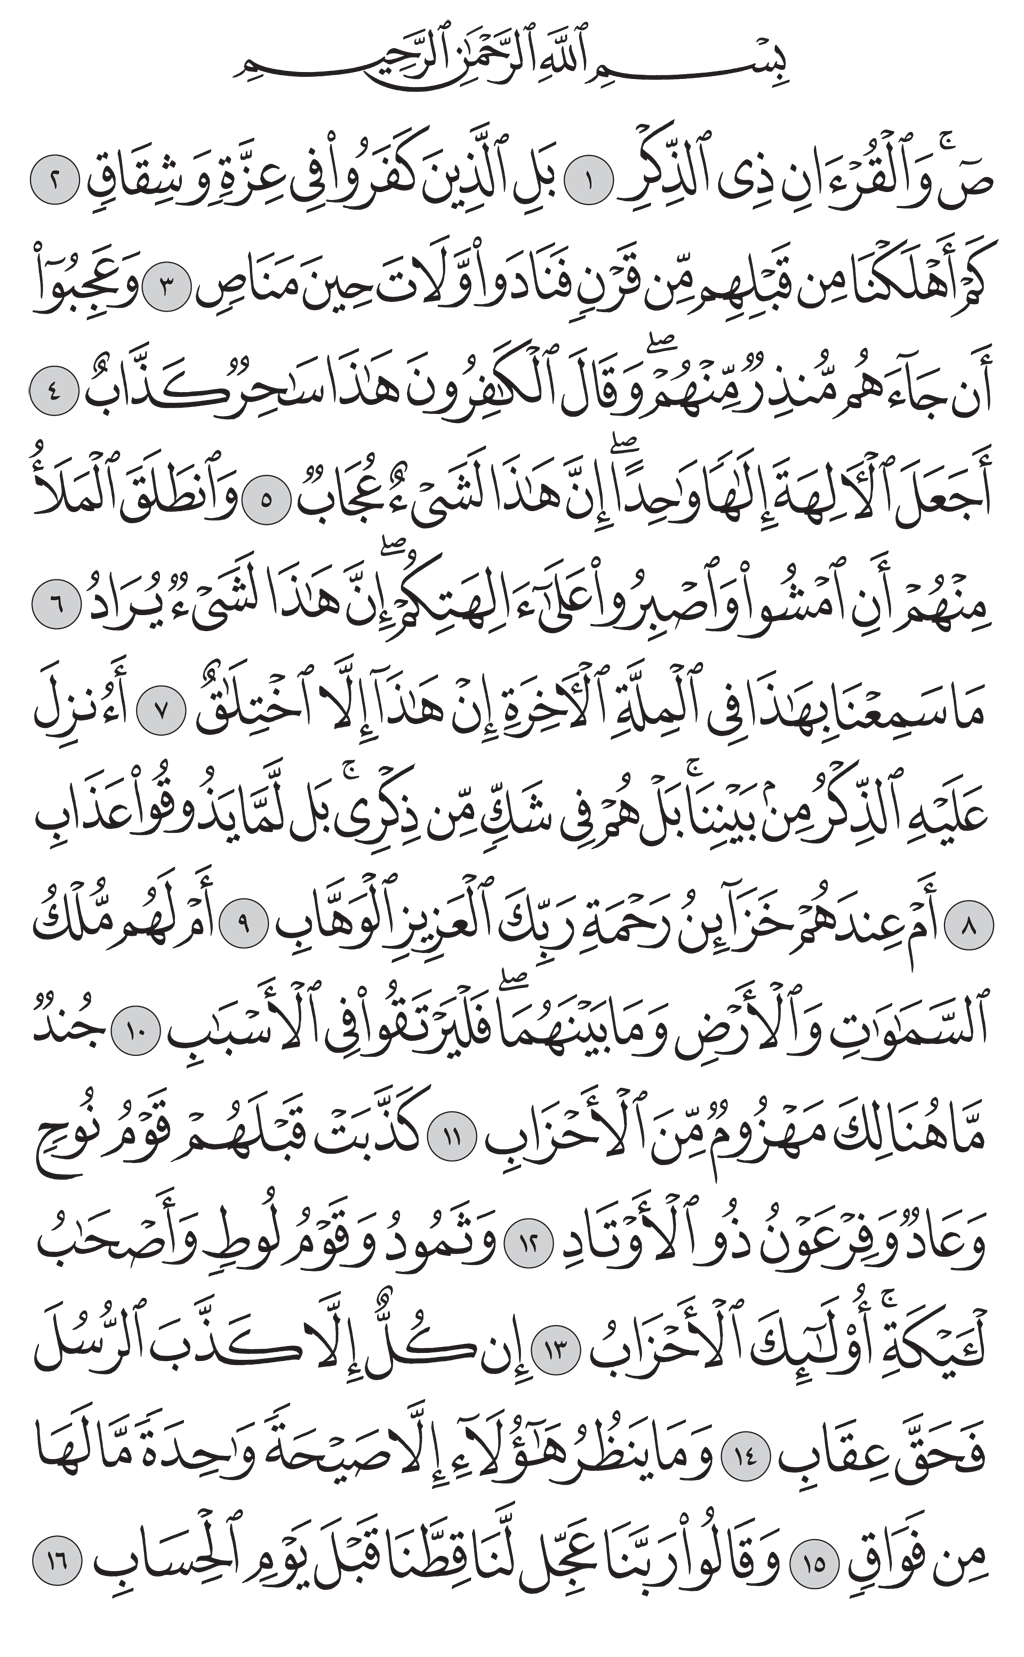 بِسْمِ ٱللَّهِ ٱلرَّحْمَٰنِ ٱلرَّحِيمِ
صٓ ۚ وَٱلْقُرْءَانِ ذِى ٱلذِّكْرِ ١ بَلِ ٱلَّذِينَ كَفَرُوا۟ فِى عِزَّةٍ وَشِقَاقٍ ٢
كَمْ أَهْلَكْنَا مِن قَبْلِهِم مِّن قَرْنٍ فَنَادَوا۟ وَّلَاتَ حِينَ مَنَاصٍ ٣ وَعَجِبُوٓا۟
أَن جَآءَهُم مُّنذِرٌ مِّنْهُمْ ۖ وَقَالَ ٱلْكَٰفِرُونَ هَٰذَا سَٰحِرٌ كَذَّابٌ ٤
أَجَعَلَ ٱلْـَٔالِهَةَ إِلَٰهًا وَٰحِدًا ۖ إِنَّ هَٰذَا لَشَىْءٌ عُجَابٌ ٥ وَٱنطَلَقَ ٱلْمَلَأُ
مِنْهُمْ أَنِ ٱمْشُوا۟ وَٱصْبِرُوا۟ عَلَىٰٓ ءَالِهَتِكُمْ ۖ إِنَّ هَٰذَا لَشَىْءٌ يُرَادُ ٦
مَا سَمِعْنَا بِهَٰذَا فِى ٱلْمِلَّةِ ٱلْـَٔاخِرَةِ إِنْ هَٰذَآ إِلَّا ٱخْتِلَٰقٌ ٧ أَءُنزِلَ
عَلَيْهِ ٱلذِّكْرُ مِنۢ بَيْنِنَا ۚ بَلْ هُمْ فِى شَكٍّ مِّن ذِكْرِى ۚ بَل لَّمَّا يَذُوقُوا۟ عَذَابِ
٨ أَمْ عِندَهُمْ خَزَآئِنُ رَحْمَةِ رَبِّكَ ٱلْعَزِيزِ ٱلْوَهَّابِ ٩ أَمْ لَهُم مُّلْكُ
ٱلسَّمَٰوَٰتِ وَٱلْأَرْضِ وَمَا بَيْنَهُمَا ۖ فَلْيَرْتَقُوا۟ فِى ٱلْأَسْبَٰبِ ١٠ جُندٌ
مَّا هُنَالِكَ مَهْزُومٌ مِّنَ ٱلْأَحْزَابِ ١١ كَذَّبَتْ قَبْلَهُمْ قَوْمُ نُوحٍ
وَعَادٌ وَفِرْعَوْنُ ذُو ٱلْأَوْتَادِ ١٢ وَثَمُودُ وَقَوْمُ لُوطٍ وَأَصْحَٰبُ
لْـَٔيْكَةِ ۚ أُو۟لَٰٓئِكَ ٱلْأَحْزَابُ ١٣ إِن كُلٌّ إِلَّا كَذَّبَ ٱلرُّسُلَ
فَحَقَّ عِقَابِ ١٤ وَمَا يَنظُرُ هَٰٓؤُلَآءِ إِلَّا صَيْحَةً وَٰحِدَةً مَّا لَهَا
مِن فَوَاقٍ ١٥ وَقَالُوا۟ رَبَّنَا عَجِّل لَّنَا قِطَّنَا قَبْلَ يَوْمِ ٱلْحِسَابِ ١٦